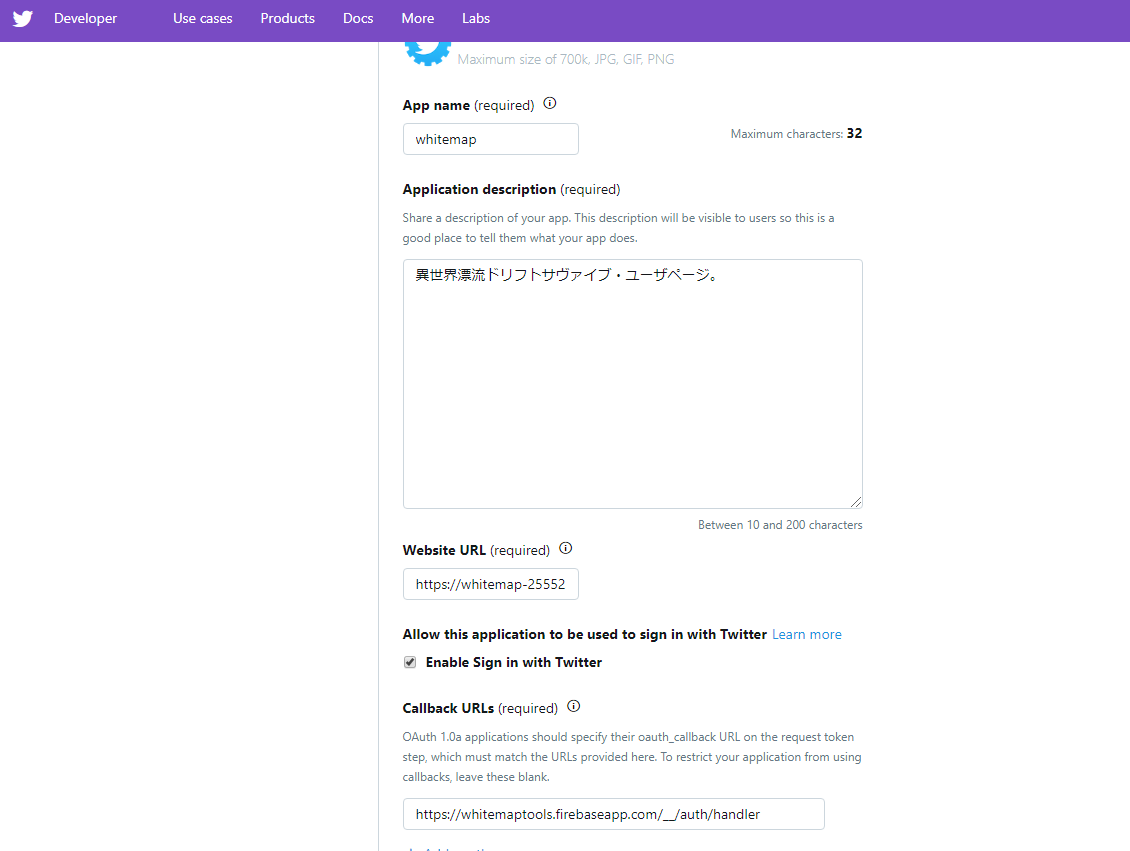 Developer Use cases Products Docs More Labs
Maximum size of 700k, JPG, GIF, PNG
App name (required)
whitemap
Maximum characters: 32
Application description (required)
Share a description of your app. This description will be visible to users so this is a
good place to tell them what your app does.
異世界漂流ドリフトサヴァイブ・ユーザページ。
Between 10 and 200 characters
Website URL (required)
https://whitemap-25552
Allow this application to be used to sign in with Twitter Learn more
Enable Sign in with Twitter
Callback URLs (required)
OAuth 1.0a applications should specify their oauth_callback URL on the request token
step, which must match the URLs provided here. To restrict your application from using
callbacks, leave these blank.
https://whitemaptools.firebaseapp.com/__/auth/handler